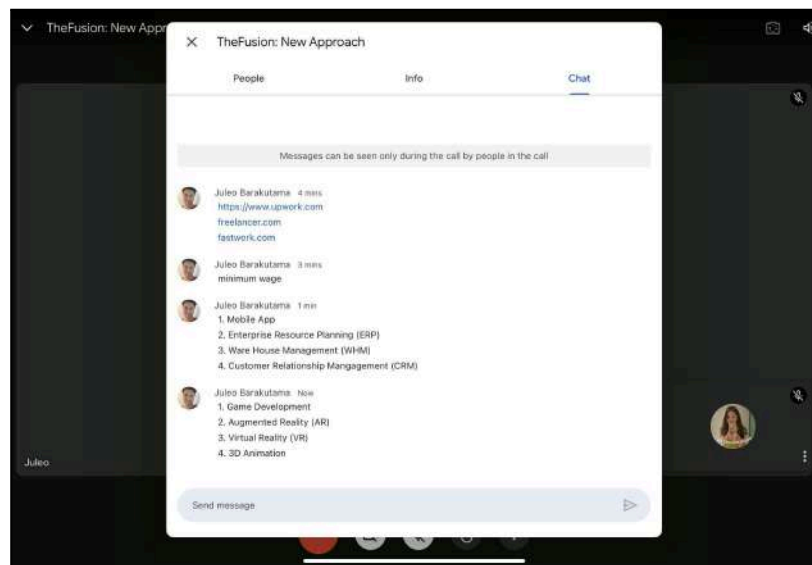 TheFusion: New Appr
TheFusion: New Approach
People
Info
Chat
Messages can be seen only during the call by people in the call
Juleo Barakutama 4 mins
https://www.upwork.com
freelancer.com
fastwork.com
Juleo Barakutama 3 mins
minimum wage
Juleo Barakutama 1 min
1. Mobile App
2. Enterprise Resource Planning (ERP)
3. Ware House Management (WHM)
4. Customer Relationship Mangagement (CRM)
Juleo Barakutama Now
1. Game Development
2. Augmented Reality (AR)
3. Virtual Reality (VR)
4. 3D Animation
Juleo
Send message